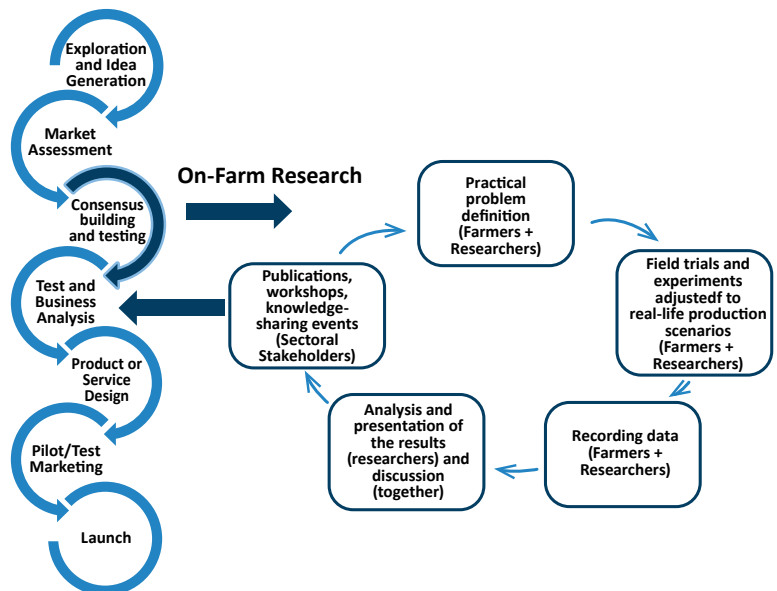 Exploration
and Idea
Generation
Market
Assessment
Consensus
building
and testing
Test and
Business
Analysis
Product or
Service
Design
Pilot/Test
Marketing
Launch
On-Farm Research
Practical
problem
definition
(Farmers +
Researchers)
Field trials and
experiments
adjustedf to
real-life production
scenarios
(Farmers +
Researchers)
Recording data
(Farmers +
Researchers)
Analysis and
presentation of
the results
(researchers) and
discussion
(together)
Publications,
workshops,
knowledge-
sharing events
(Sectoral
Stakeholders)